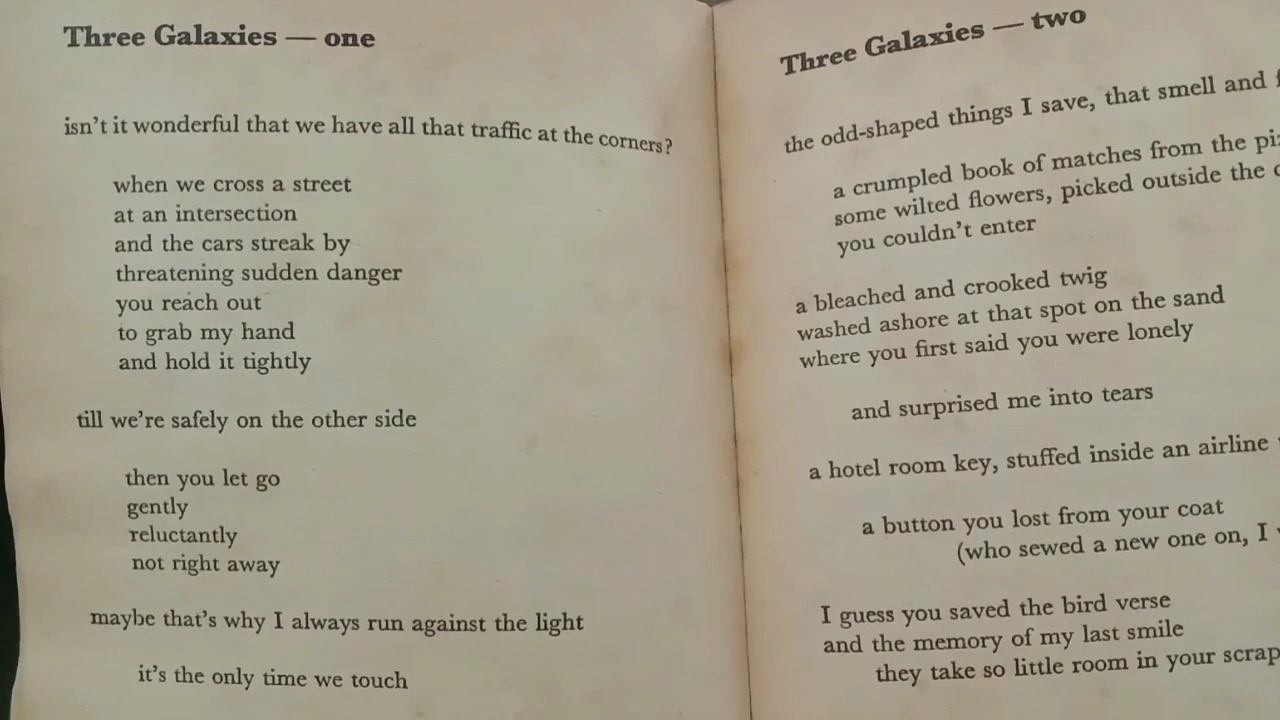 Three Galaxies — one
isn't it wonderful that we have all that traffic at the corners?
when we cross a street
at an intersection
and the cars streak by
threatening sudden danger
you reach out
to grab my hand
and hold it tightly
till we're safely on the other side
then you let go
gently
reluctantly
not right away
maybe that's why I always run against the light
it's the only time we touch
Three Galaxies — two
the odd-shaped things I save, that smell and
a crumpled book of matches from the
some wilted flowers, picked outside the
you couldn't enter
a bleached and crooked twig
washed ashore at that spot on the sand
where you first said you were lonely
and surprised me into tears
a hotel room key, stuffed inside an airline
a button you lost from your coat
(who sewed a new one on, I
I guess you saved the bird verse
and the memory of my last smile
they take so little room in your